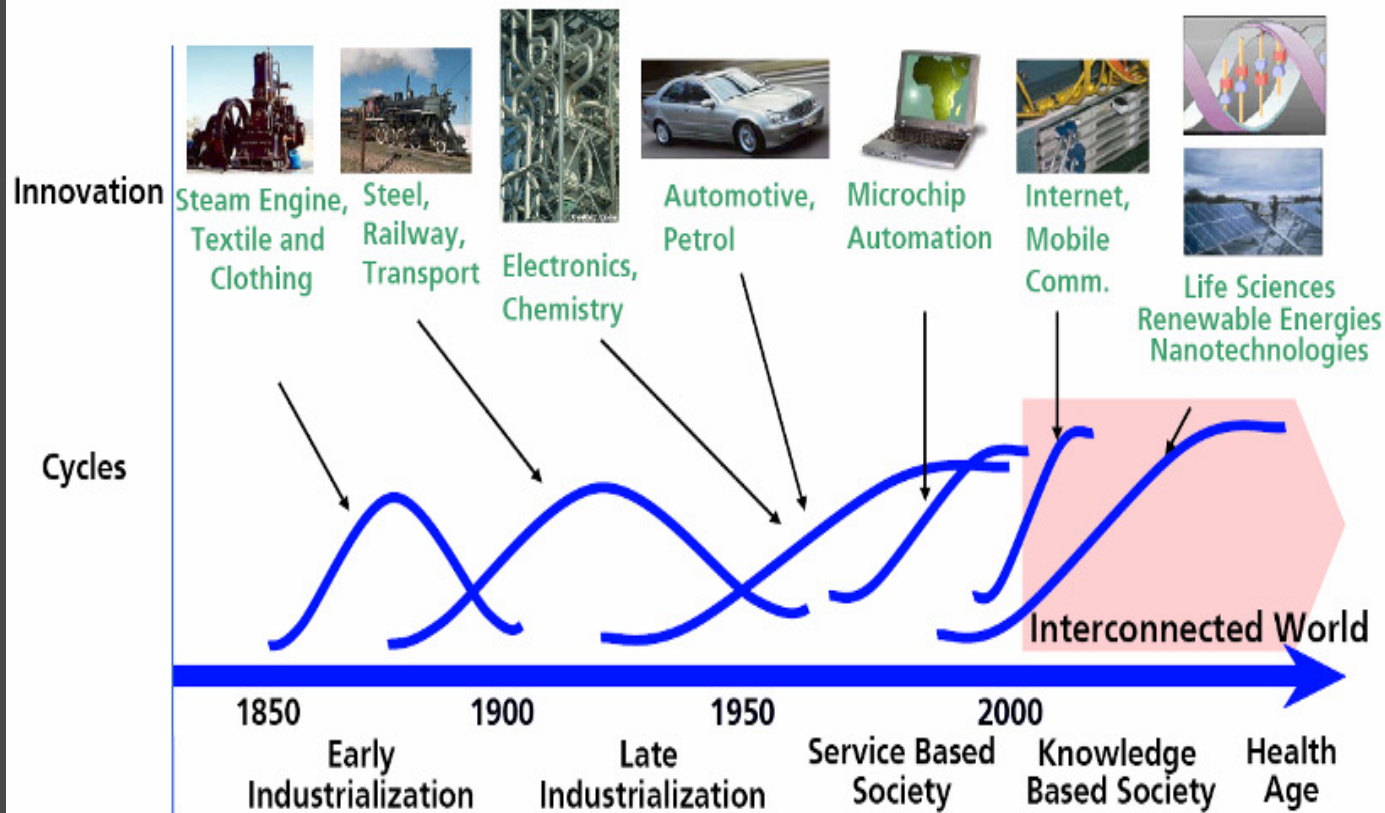 Innovation
Steam Engine,
Textile and
Clothing
Steel,
Railway,
Transport
Electronics,
Chemistry
Automotive,
Petrol
Microchip
Automation
Internet,
Mobile
Comm.
Life Sciences
Renewable Energies
Nanotechnologies
Cycles
Interconnected World
1850
1900
1950
2000
Early
Industrialization
Late
Industrialization
Service Based
Society
Knowledge
Based Society
Health
Age